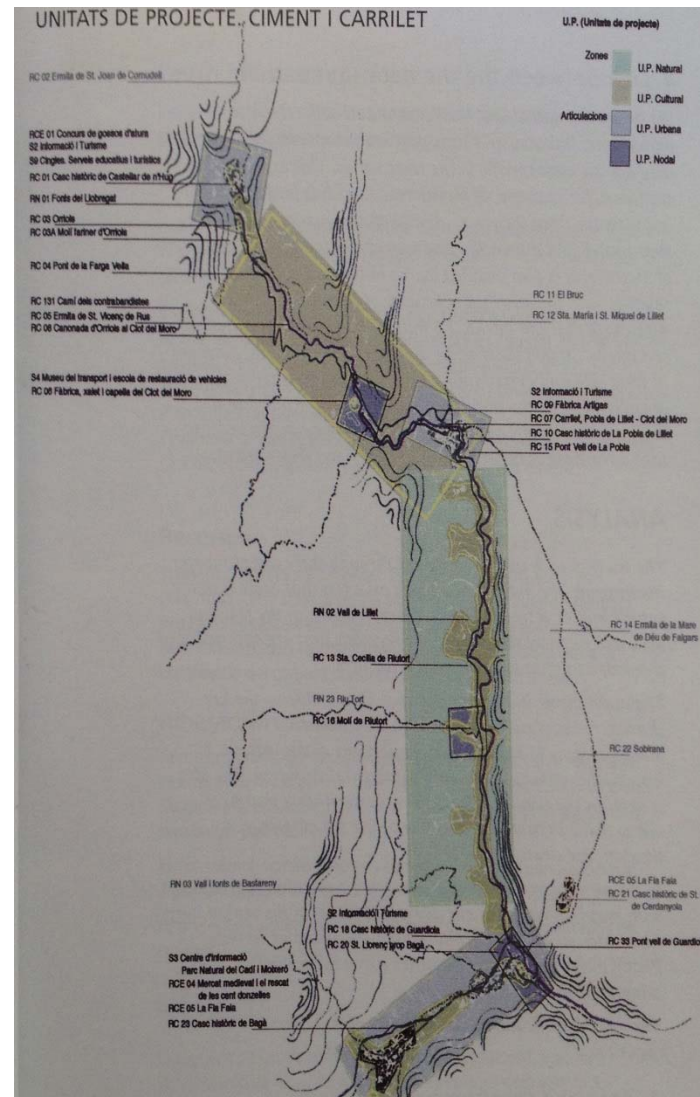 UNITATS DE PROJECTE. CIMENT I CARRILET
U.P. (Unitats de projecte)
Zones
U.P. Natural
U.P. Cultural
Articulacions
U.P. Urbana
U.P. Nodal
RC 02 Ermita de St. Joan de Cornudell
RCE 01 Concurs de gossos d'atura
S2 Informació i Turisme
S9 Cingles. Serveis educatius i turístics
RC 01 Casc històric de Castellar de n'Hug
RN 01 Fonts del Llobregat
RC 03 Orriols
RC 03A Molí fariner d'Orriols
RC 04 Pont de la Farga Vella
RC 131 Camí dels contrabandistes
RC 05 Ermita de St. Vicenç de Rus
RC 08 Canonada d'Orriols al Clot del Moro
S4 Museu del transport i escola de restauració de vehicles
RC 06 Fàbrica, xalet i capella del Clot del Moro
RC 11 El Bruc
RC 12 Sta. Maria i St. Miquel de Lillet
S2 Informació i Turisme
RC 09 Fàbrica Artigas
RC 07 Carrilet, Pobla de Lillet - Clot del Moro
RC 10 Casc històric de La Pobla de Lillet
RC 15 Pont Vell de La Pobla
RN 02 Vall de Lillet
RC 13 Sta. Cecília de Riutort
RC 14 Ermita de la Mare
de Déu de Falgars
RN 23 Riu Tort
RC 16 Molí de Riutort
RC 22 Sobirana
RN 03 Vall i fonts de Bastareny
RCE 05 La Fia Faia
RC 21 Casc històric de St.
de Cerdanyola
S2 Informació i Turisme
RC 18 Casc històric de Guardiola
RC 20 St. Llorenç prop Bagà
RC 33 Pont vell de Guardio
S3 Centre d'Informació
Parc Natural del Cadí i Moixeró
RCE 04 Mercat medieval i el rescat
de les cent donzelles
RCE 05 La Fia Faia
RC 23 Casc històric de Bagà